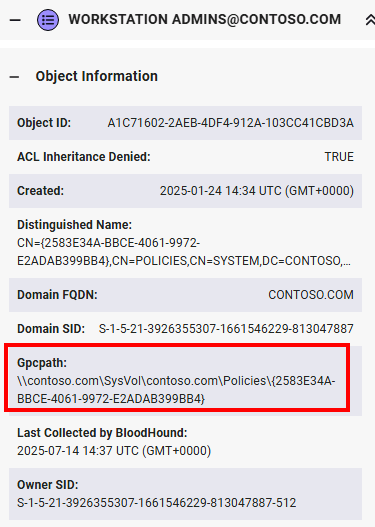 WORKSTATION ADMINS@CONTOSO.COM
Object Information
Object ID: A1C71602-2AEB-4DF4-912A-103CC41CBD3A
ACL Inheritance Denied: TRUE
Created: 2025-01-24 14:34 UTC (GMT+0000)
Distinguished Name:
CN={2583E34A-BBCE-4061-9972-
E2ADAB399BB4},CN=POLICIES,CN=SYSTEM,DC=CONTOSO,...
Domain FQDN: CONTOSO.COM
Domain SID: S-1-5-21-3926355307-1661546229-813047887
Gpcpath:
\\contoso.com\SysVol\contoso.com\Policies\{2583E34A-
BBCE-4061-9972-E2ADAB399BB4}
Last Collected by BloodHound:
2025-07-14 14:37 UTC (GMT+0000)
Owner SID:
S-1-5-21-3926355307-1661546229-813047887-512